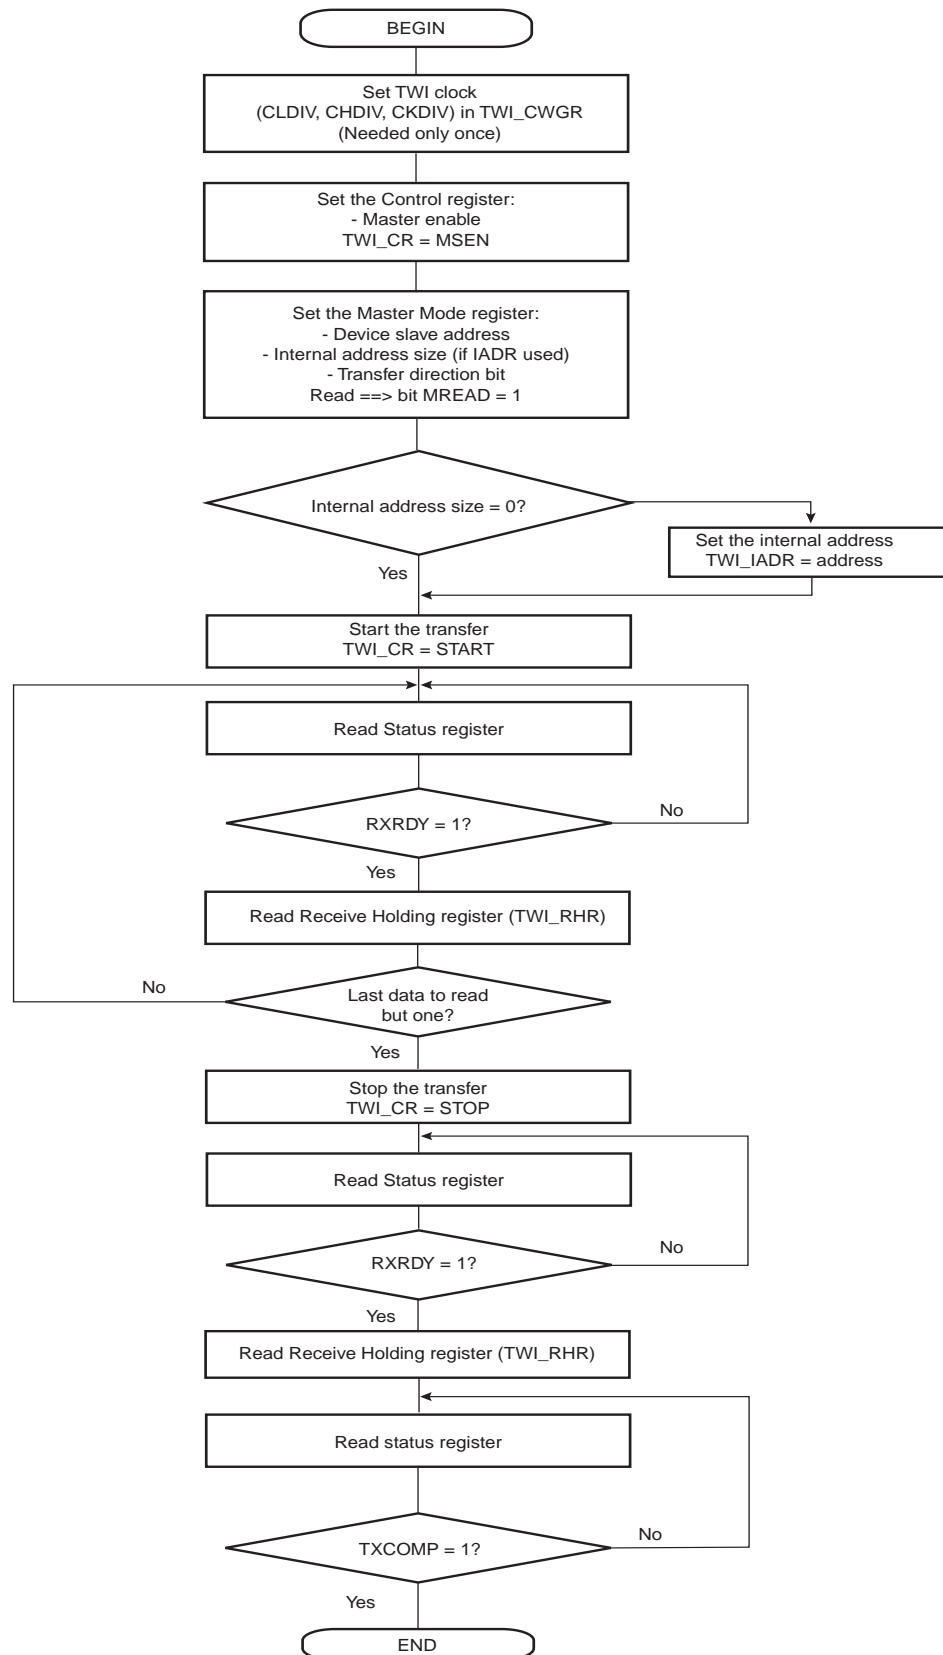 BEGIN
Set TWI clock
(CLDIV, CHDIV, CKDIV) in TWI_CWGR
(Needed only once)
Set the Control register:
- Master enable
TWI_CR = MSEN
Set the Master Mode register:
- Device slave address
- Internal address size (if IADR used)
- Transfer direction bit
Read ==> bit MREAD = 1
Internal address size = 0?
Set the internal address
TWI_IADR = address
Yes
Start the transfer
TWI_CR = START
Read Status register
RXRDY = 1?
No
Yes
Read Receive Holding register (TWI_RHR)
No
Last data to read
but one?
Yes
Stop the transfer
TWI_CR = STOP
Read Status register
RXRDY = 1?
No
Yes
Read Receive Holding register (TWI_RHR)
Read status register
TXCOMP = 1?
No
Yes
END